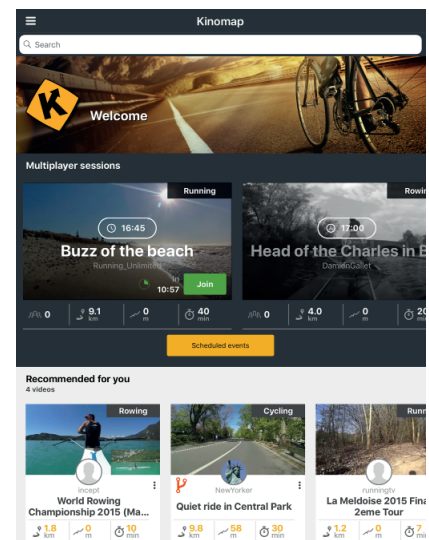 Kinomap
Search
Welcome
Multiplayer sessions
Running
16:45
Buzz of the beach
Running_Unlimited
in
10:57
Join
0
9.1
km
0
m
40
min
Rowin
17:00
Head of the Charles in B
DamienGallet
0
4.0
km
0
m
20
min
Scheduled events
Recommended for you
4 videos
Rowing
incept
World Rowing
Championship 2015 (Ma...
1.8
km
0
m
10
min
Cycling
NewYorker
Quiet ride in Central Park
9.8
km
58
m
30
min
Runn
runningtv
La Meldoise 2015 Fina
2eme Tour
1.2
km
0
m
7
min